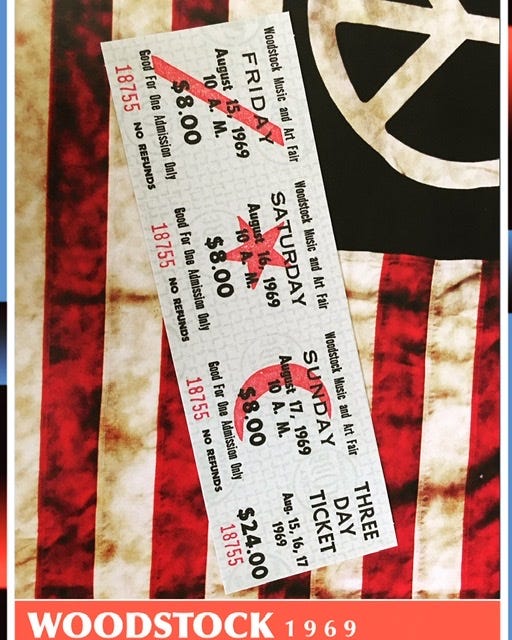 Woodstock Music and Art Fair
FRIDAY
August 15, 1969
10 A. M.
$8.00
Good For One Admission Only
18755 NO REFUNDS
Woodstock Music and Art Fair
SATURDAY
August 16, 1969
10 A. M.
$8.00
Good For One Admission Only
18755 NO REFUNDS
Woodstock Music and Art Fair
SUNDAY
August 17, 1969
10 A. M.
$8.00
Good For One Admission Only
18755 NO REFUNDS
THREE
DAY
TICKET
Aug. 15, 16, 17
1969
$24.00
18755
WOODSTOCK 1969